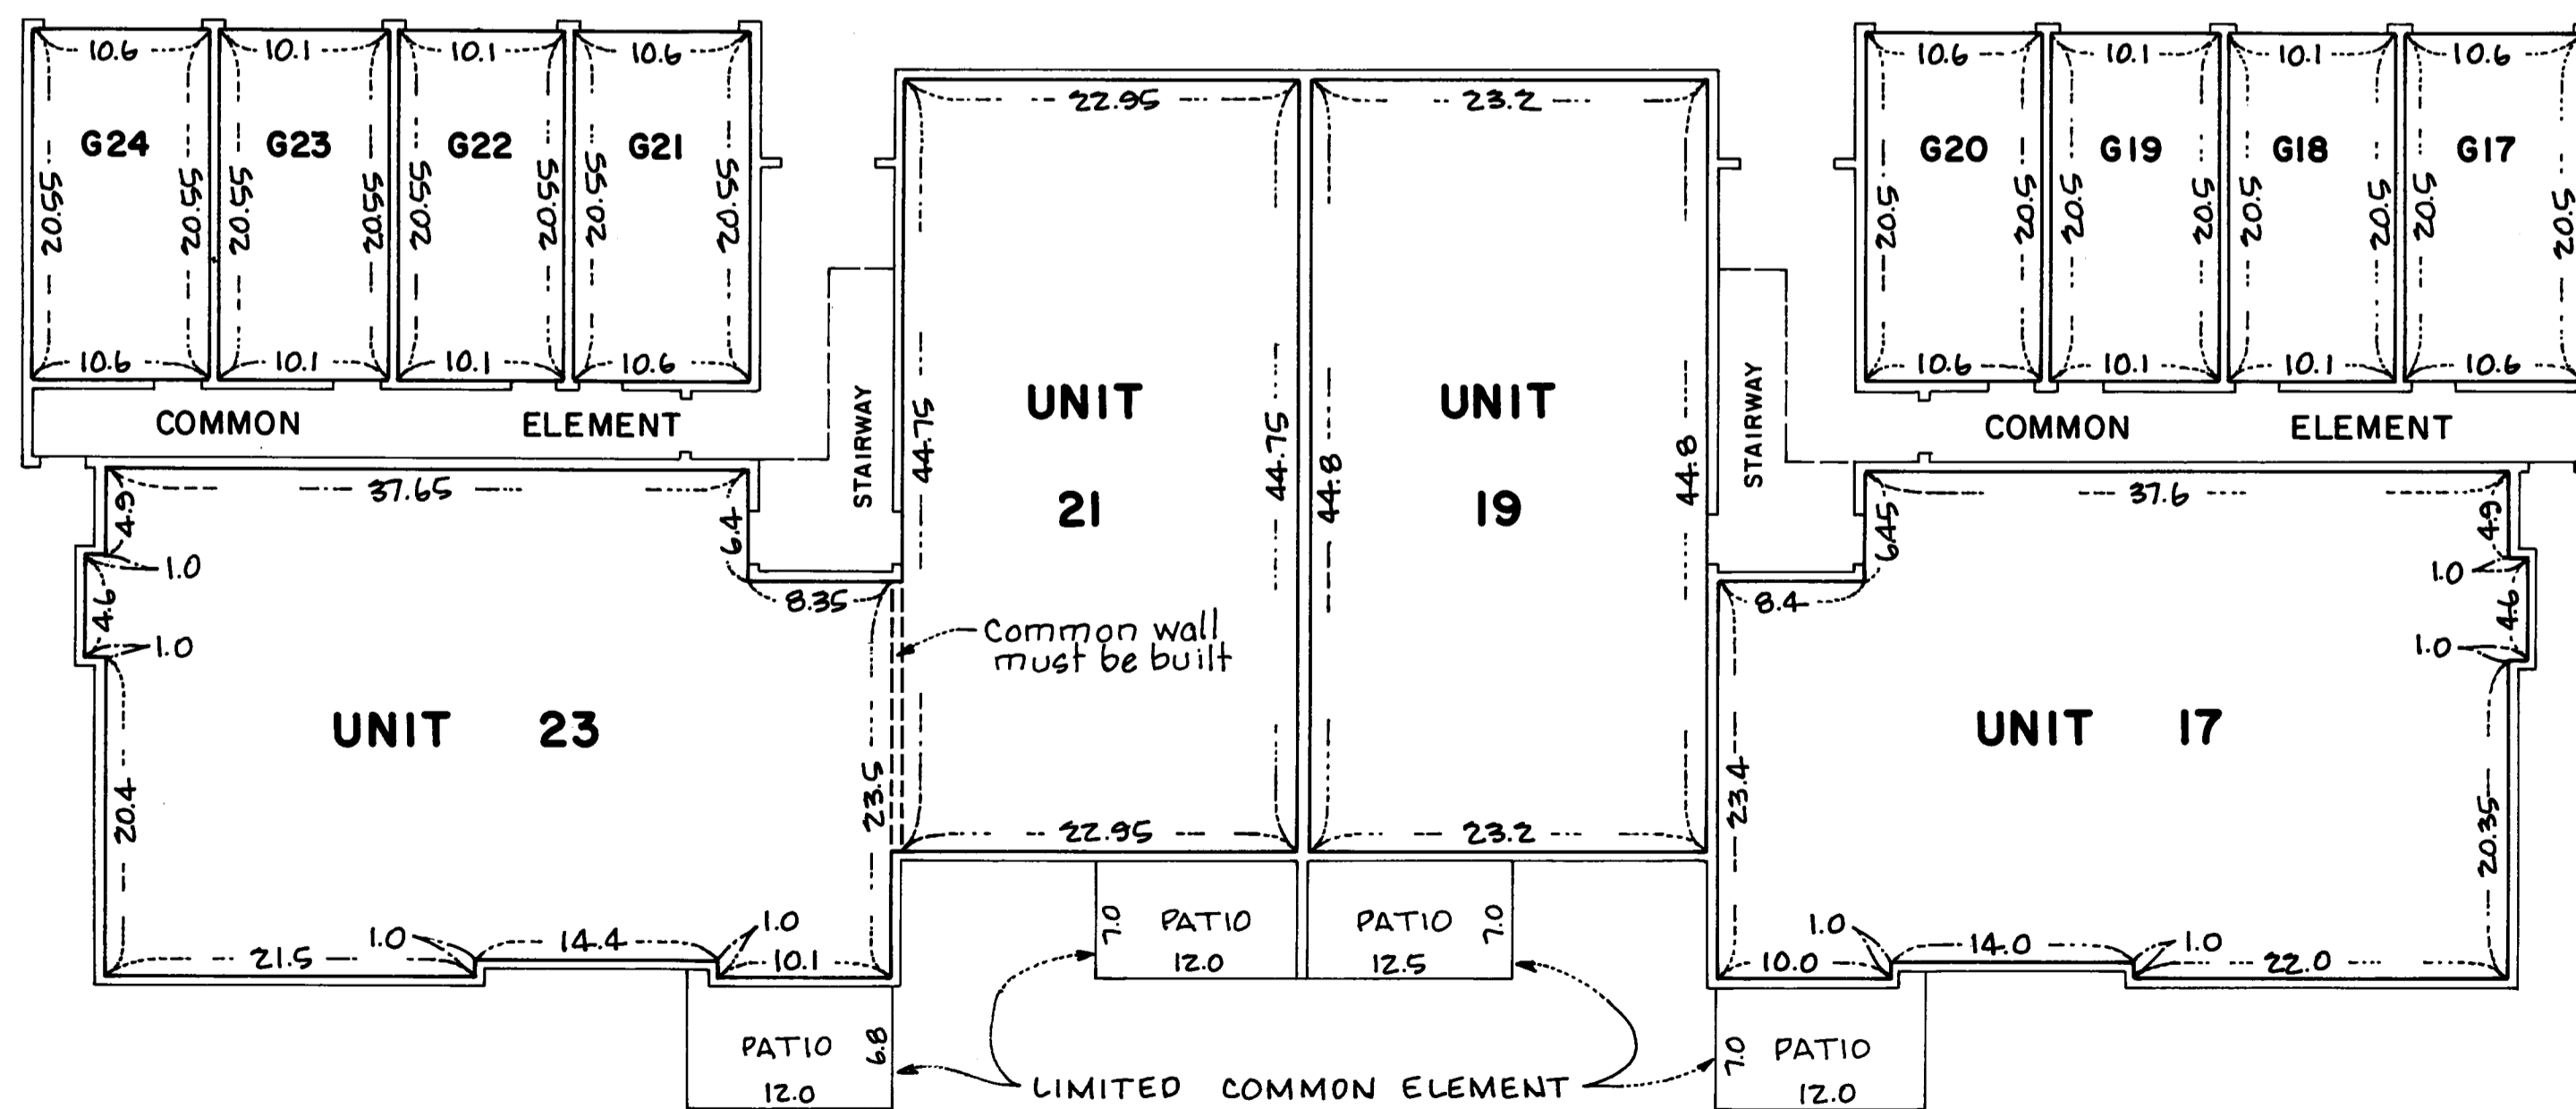 10.6 10.1 10.1 10.6
G24 G23 G22 G21
20.55 20.55 20.55 20.55 20.55 20.55 20.55 20.55
10.6 10.1 10.1 10.6
COMMON ELEMENT
STAIRWAY
22.95 23.2
44.75 44.75 44.8 44.8
UNIT
21
UNIT
19
22.95 23.2
10.6 10.1 10.1 10.6
G20 G19 G18 G17
20.5 20.5 20.5 20.5 20.5 20.5 20.5 20.5
10.6 10.1 10.1 10.6
COMMON ELEMENT
STAIRWAY
37.65
4.9 6.4
1.0
4.6
1.0
8.35
Common wall
must be built
UNIT 23
20.4 23.5
1.0 14.4 1.0
21.5 10.1
37.6
6.45 4.9
1.0
8.4 4.6
1.0
UNIT 17
23.4 20.35
1.0 14.0 1.0
10.0 22.0
7.0 PATIO
12.0
PATIO 7.0
12.5
PATIO 6.8
12.0
7.0 PATIO
12.0
LIMITED COMMON ELEMENT